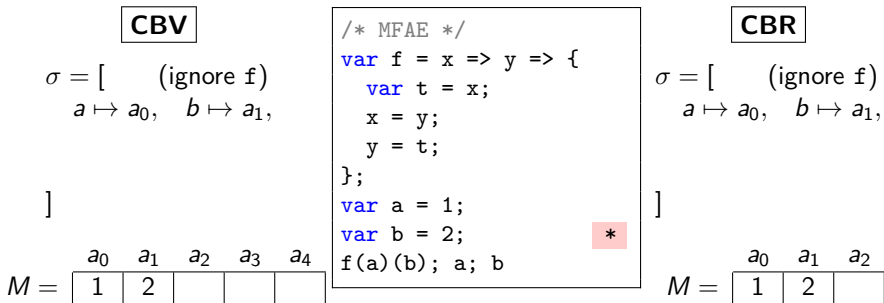 CBV
σ = [ (ignore f)
a ↦ a₀, b ↦ a₁,
]
a₀ a₁ a₂ a₃ a₄
M = 1 2
/* MFAE */
var f = x => y => {
var t = x;
x = y;
y = t;
};
var a = 1;
var b = 2; *
f(a)(b); a; b
CBR
σ = [ (ignore f)
a ↦ a₀, b ↦ a₁,
]
a₀ a₁ a₂
M = 1 2